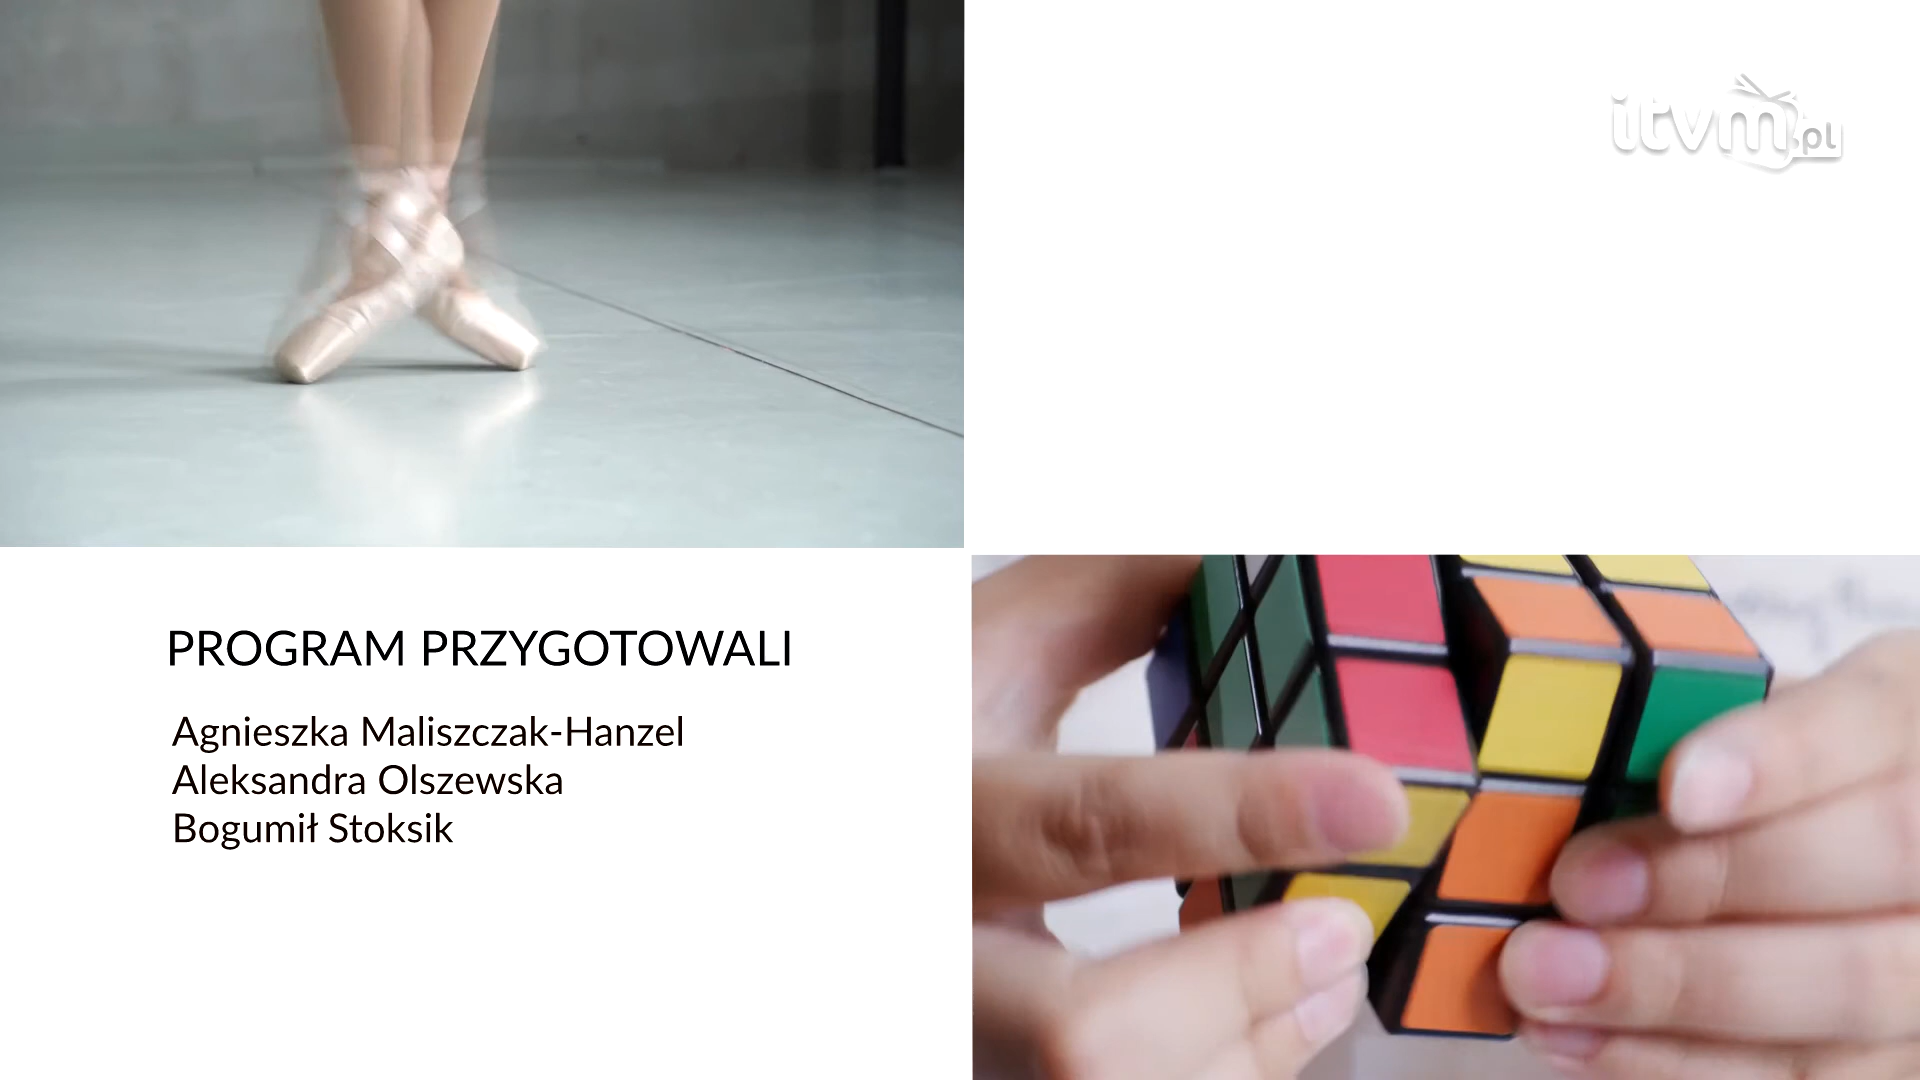 itvm.pl
PROGRAM PRZYGOTOWALI
Agnieszka Maliszczak-Hanzel
Aleksandra Olszewska
Bogumił Stoksik